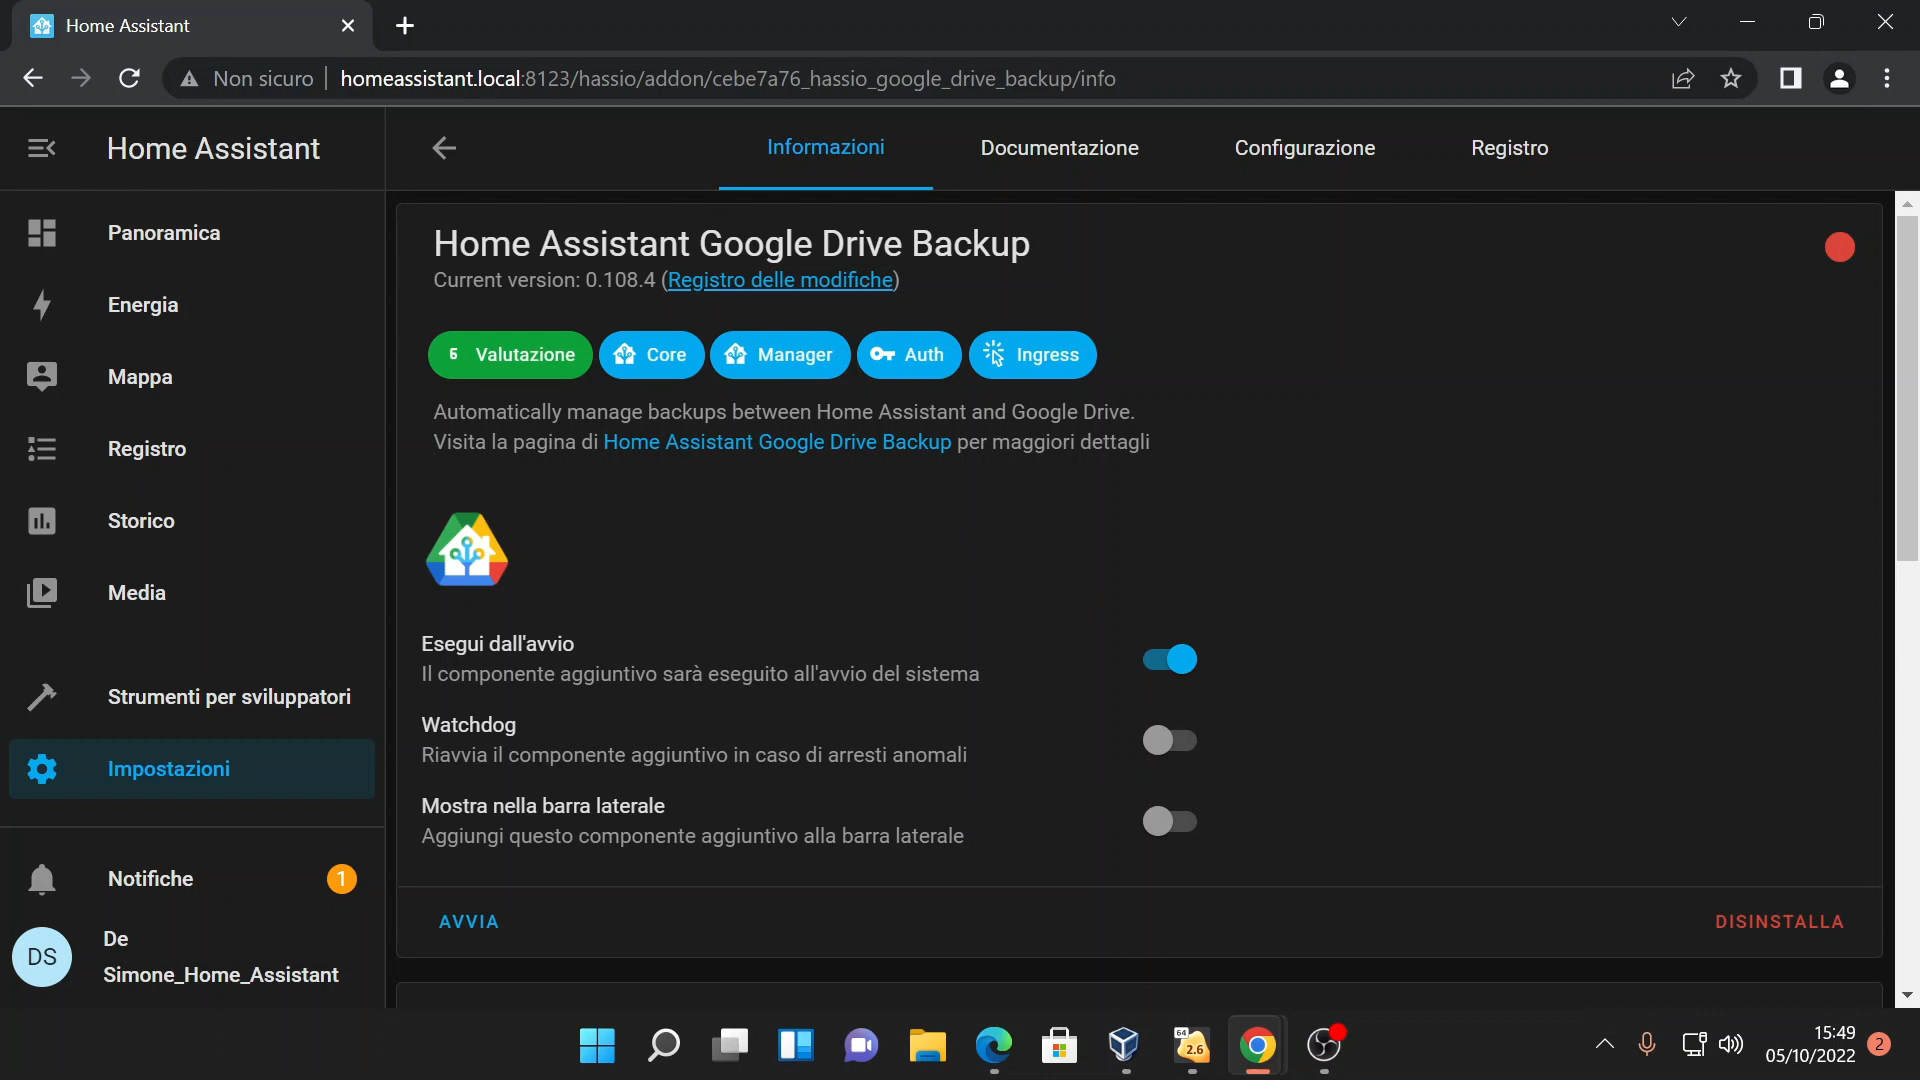 Home Assistant
Non sicuro
homeassistant.local:8123/hassio/addon/cebe7a76_hassio_google_drive_backup/info
Home Assistant
Informazioni
Documentazione
Configurazione
Registro
Panoramica
Energia
Mappa
Registro
Storico
Media
Strumenti per sviluppatori
Impostazioni
Notifiche
1
DS
De
Simone_Home_Assistant
Home Assistant Google Drive Backup
Current version: 0.108.4 (Registro delle modifiche)
6 Valutazione
Core
Manager
Auth
Ingress
Automatically manage backups between Home Assistant and Google Drive.
Visita la pagina di Home Assistant Google Drive Backup per maggiori dettagli
Esegui dall'avvio
Il componente aggiuntivo sarà eseguito all'avvio del sistema
Watchdog
Riavvia il componente aggiuntivo in caso di arresti anomali
Mostra nella barra laterale
Aggiungi questo componente aggiuntivo alla barra laterale
AVVIA
DISINSTALLA
64
2.6
15:49
05/10/2022
2